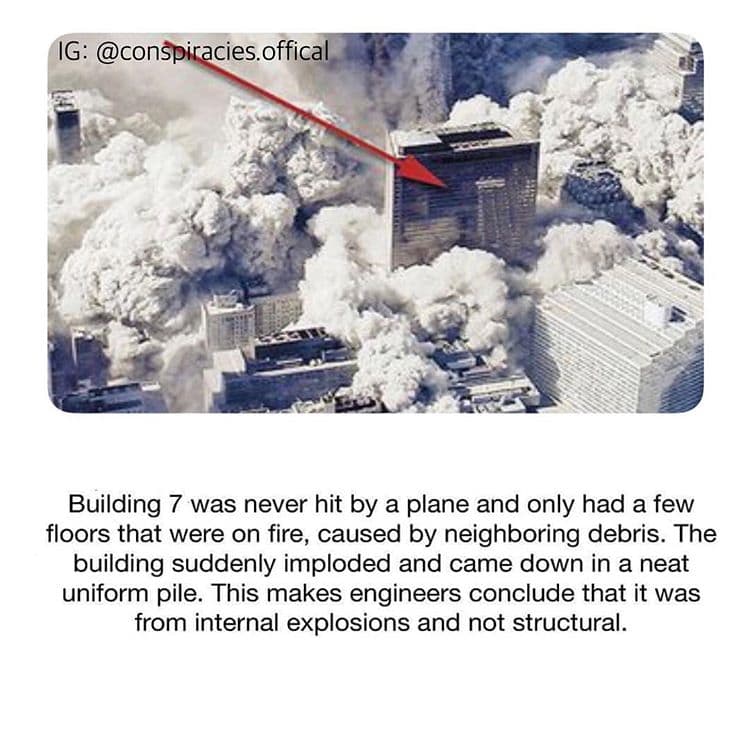 IG: @conspiracies.offical
Building 7 was never hit by a plane and only had a few
floors that were on fire, caused by neighboring debris. The
building suddenly imploded and came down in a neat
uniform pile. This makes engineers conclude that it was
from internal explosions and not structural.